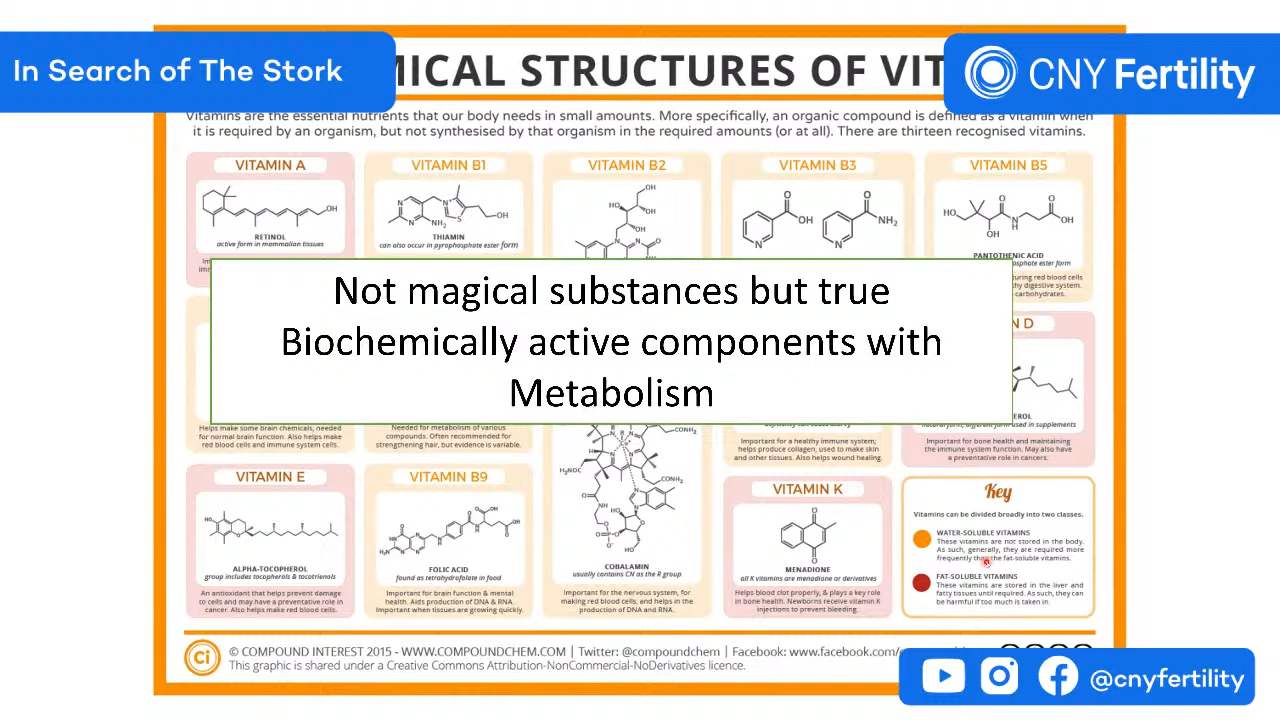 In Search of The Stork
MICAL STRUCTURES OF VIT
CNY Fertility
Vitamins are the essential nutrients that our body needs in small amounts. More specifically, an organic compound is defined as a vitamin when
it is required by an organism, but not synthesised by that organism in the required amounts (or at all). There are thirteen recognised vitamins.
VITAMIN A
RETINOL
active form in mammalian tissues
VITAMIN B1
THIAMIN
can also occur in pyrophosphate ester form
VITAMIN B2
VITAMIN B3
VITAMIN B5
PANTOTHENIC ACID
phosphate ester form
turing red blood cells
thy digestive system.
carbohydrates.
Not magical substances but true
Biochemically active components with
Metabolism
N D
EROL
form used in supplements
Important for bone health and maintaining
the immune system function. May also have
a preventative role in cancers.
Helps make some brain chemicals, needed
for normal brain function. Also helps make
red blood cells and immune system cells.
Needed for metabolism of various
compounds. Often recommended for
strengthening hair, but evidence is variable.
Important for a healthy immune system;
helps produce collagen, used to make skin
and other tissues. Also helps wound healing.
VITAMIN E
ALPHA-TOCOPHEROL
group includes tocopherols & tocotrienols
An antioxidant that helps prevent damage
to cells and may have a preventative role in
cancer. Also helps make red blood cells.
VITAMIN B9
FOLIC ACID
found as tetrahydrofolate in food
Important for brain function & mental
health. Aids production of DNA & RNA.
Important when tissues are growing quickly.
COBALAMIN
usually contains CN as the R group
Important for the nervous system, for
making red blood cells, and helps in the
production of DNA and RNA.
VITAMIN K
MENADIONE
all K vitamins are menadione or derivatives
Helps blood clot properly, & plays a key role
in bone health. Newborns receive vitamin K
injections to prevent bleeding.
Key
Vitamins can be divided broadly into two classes.
WATER-SOLUBLE VITAMINS
These vitamins are not stored in the body.
As such, generally, they are required more
frequently than the fat-soluble vitamins.
FAT-SOLUBLE VITAMINS
These vitamins are stored in the liver and
fatty tissues until required. As such, they can
be harmful if too much is taken in.
Ci
© COMPOUND INTEREST 2015 - WWW.COMPOUNDCHEM.COM | Twitter: @compoundchem | Facebook: www.facebook.com/
This graphic is shared under a Creative Commons Attribution-NonCommercial-NoDerivatives licence.
@cnyfertility